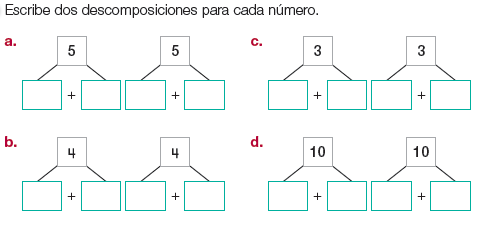 Escribe dos descomposiciones para cada número.
a. 5 5 c. 3 3
+ + + +
b. 4 4 d. 10 10
+ + + +